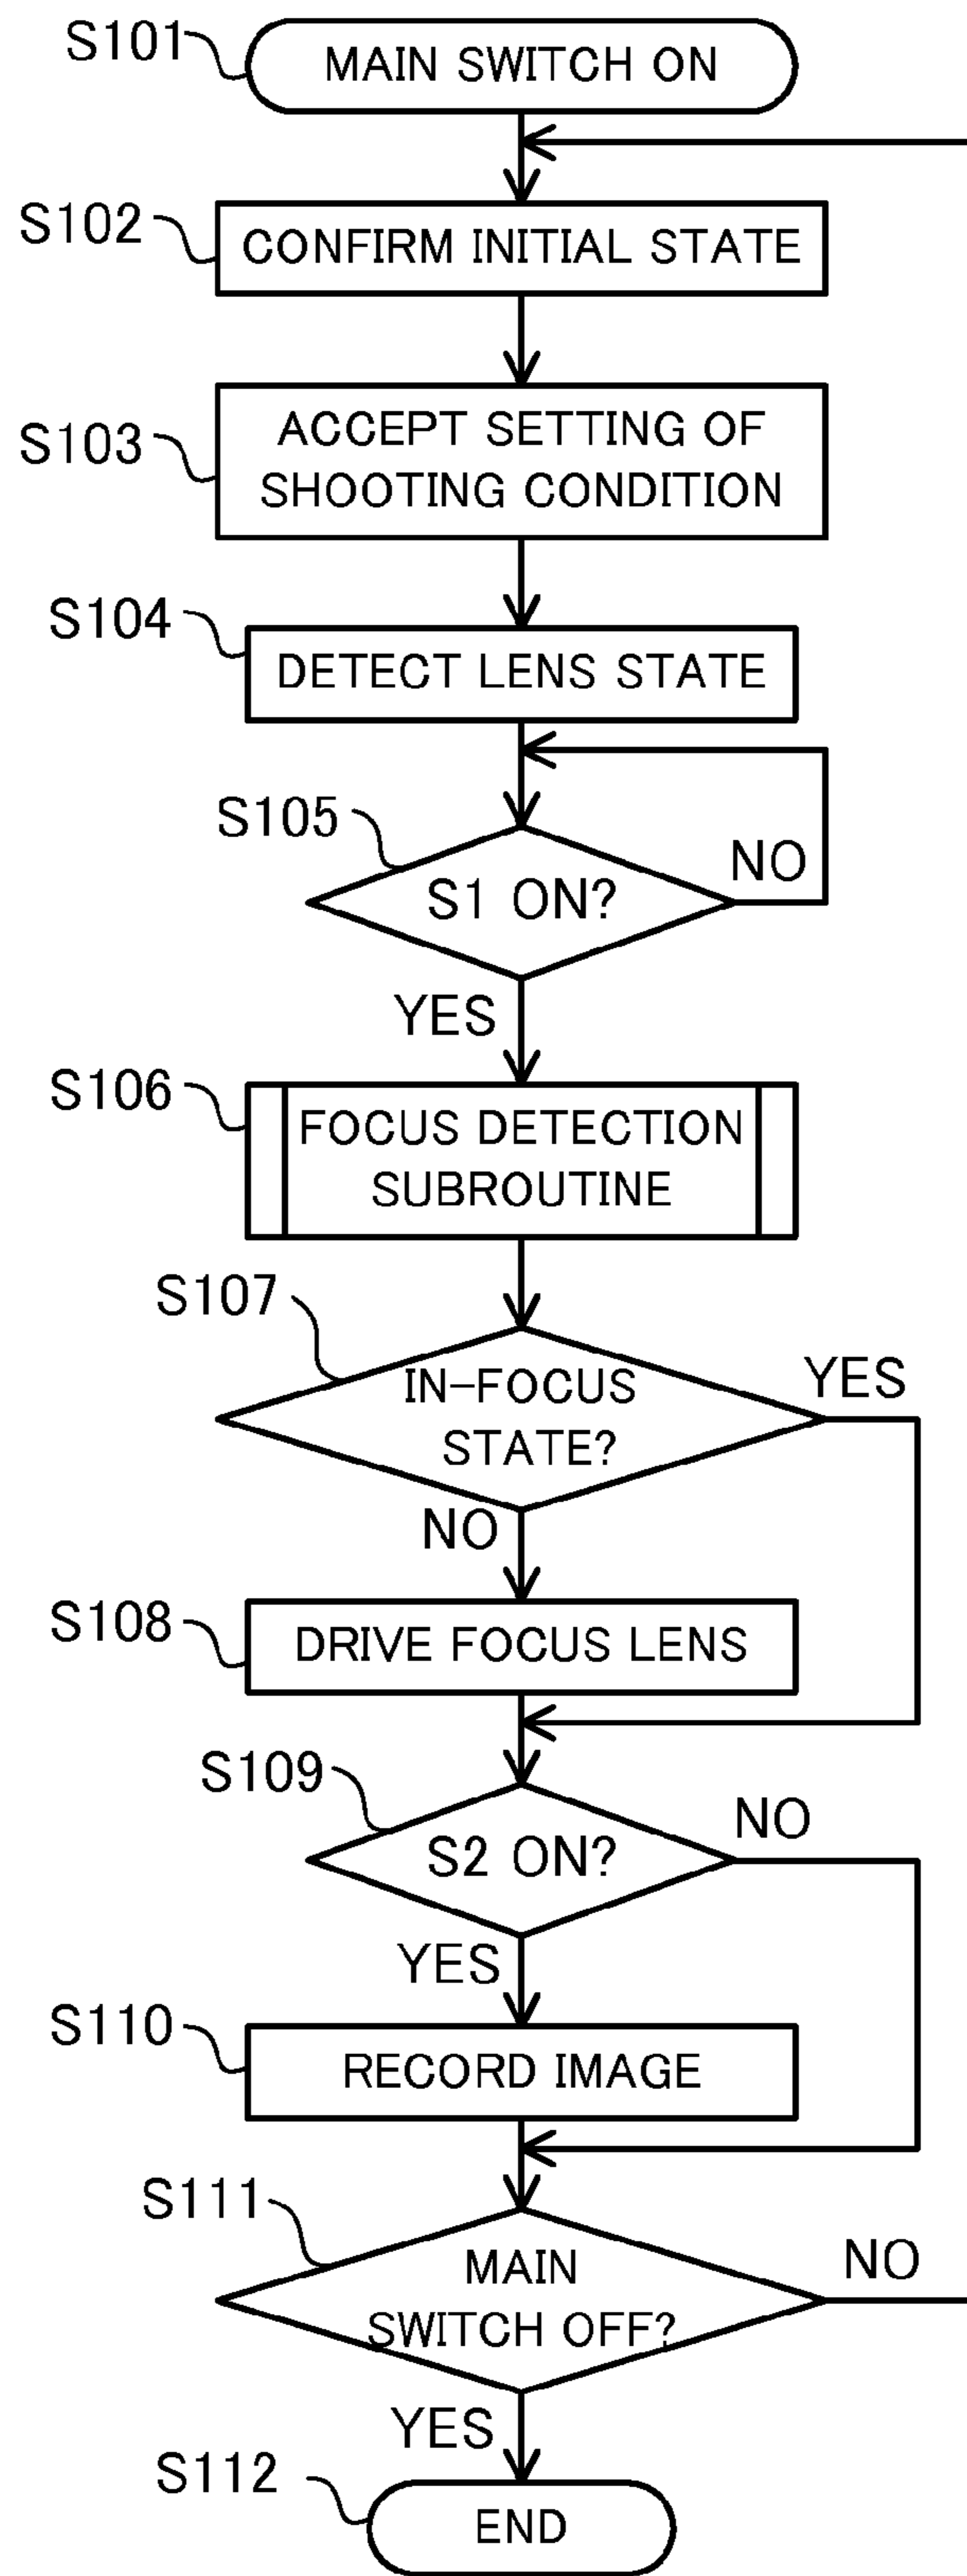 S101
MAIN SWITCH ON
S102
CONFIRM INITIAL STATE
S103
ACCEPT SETTING OF
SHOOTING CONDITION
S104
DETECT LENS STATE
S105
S1 ON?
NO
YES
S106
FOCUS DETECTION
SUBROUTINE
S107
IN-FOCUS
STATE?
YES
NO
S108
DRIVE FOCUS LENS
S109
S2 ON?
NO
YES
S110
RECORD IMAGE
S111
MAIN
SWITCH OFF?
NO
YES
S112
END